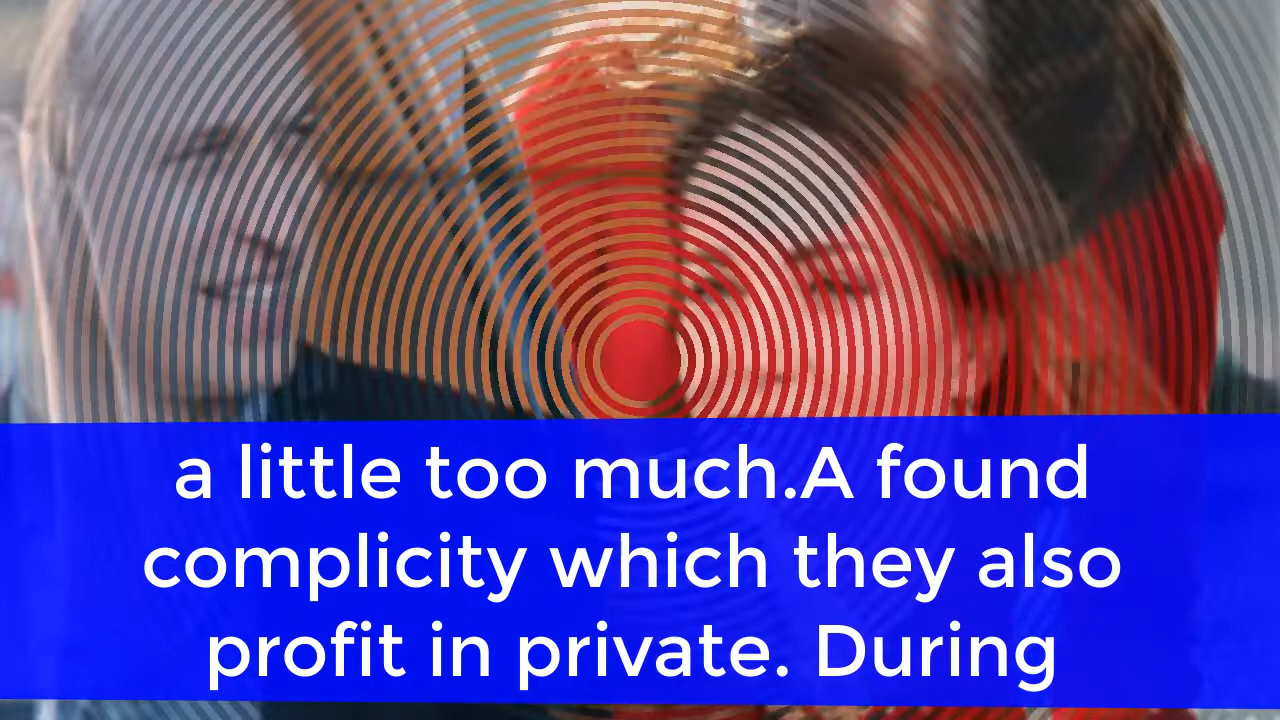 a little too much.A found
complicity which they also
profit in private. During